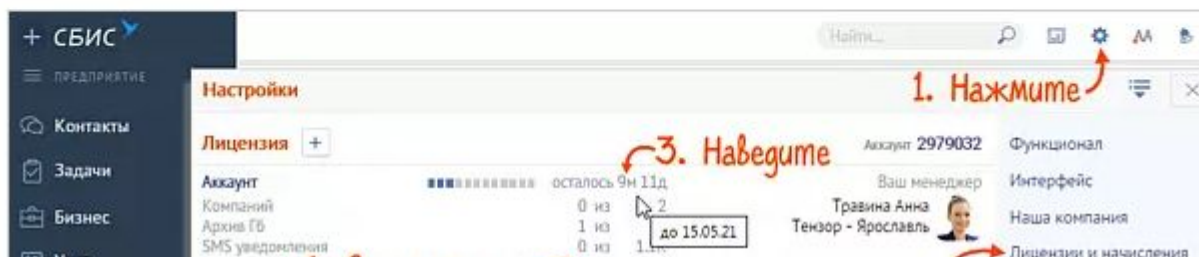 + СБИС
Найти...
ПРЕДПРИЯТИЕ
1. Нажмите
Настройки
Контакты
Лицензия +
3. Наведите
Аккаунт 2979032
Функционал
Задачи
Аккаунт
осталось 9м 11д
Ваш менеджер
Интерфейс
Компаний
0 из 2
Травина Анна
Бизнес
Архив Гб
1 из
до 15.05.21
Тензор - Ярославль
Наша компания
SMS уведомления
0 из
Лицензии и начисления